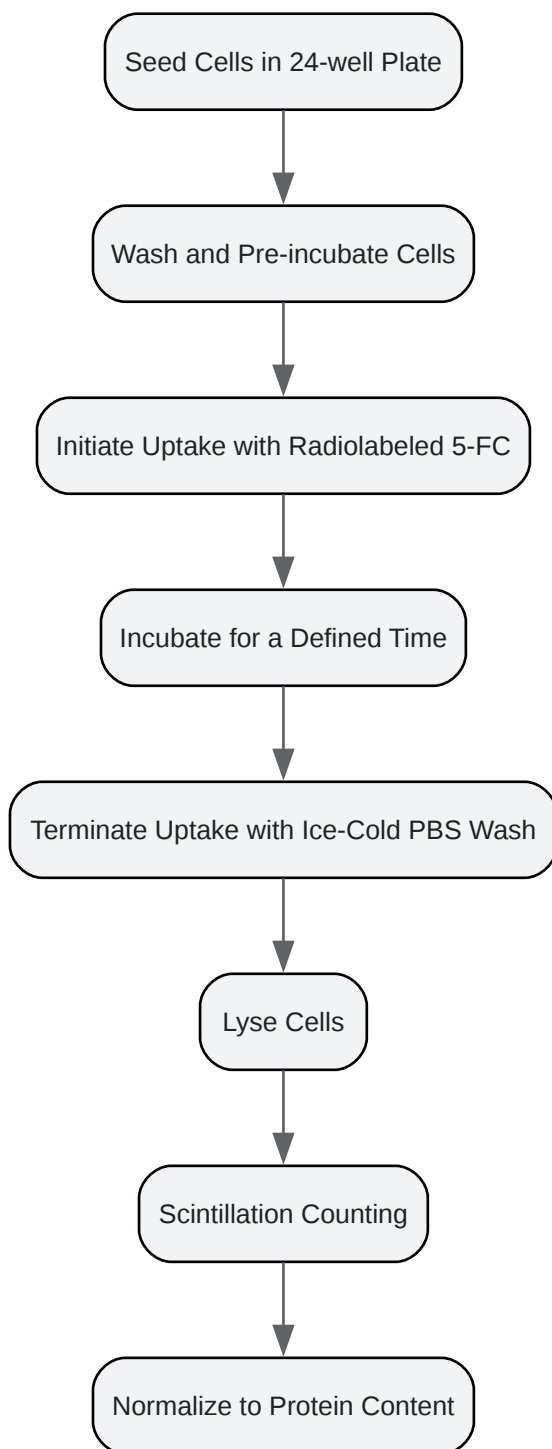 Seed Cells in 24-well Plate
Wash and Pre-incubate Cells
Initiate Uptake with Radiolabeled 5-FC
Incubate for a Defined Time
Terminate Uptake with Ice-Cold PBS Wash
Lyse Cells
Scintillation Counting
Normalize to Protein Content